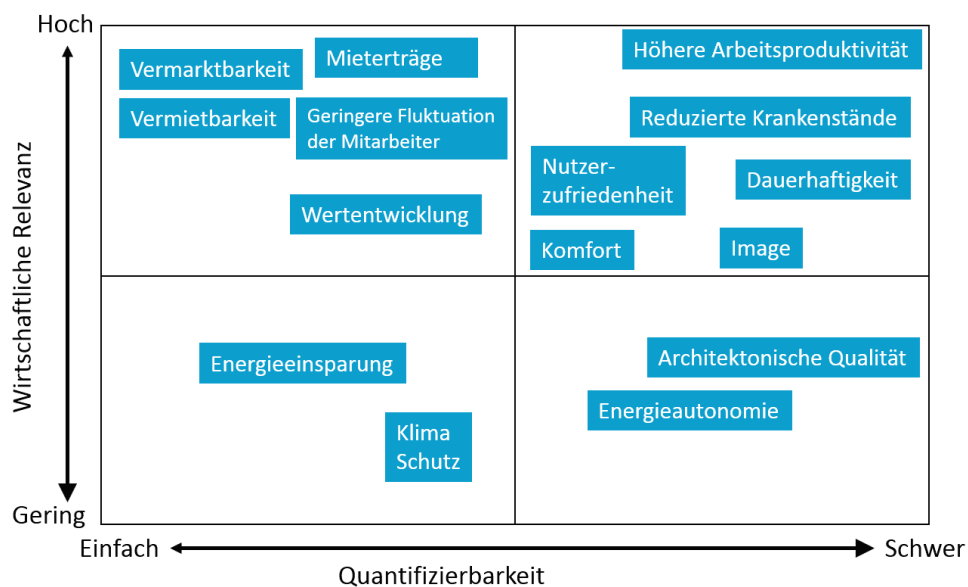 Hoch
Vermarktbarkeit
Mieterträge
Höhere Arbeitsproduktivität
Vermietbarkeit
Geringere Fluktuation
der Mitarbeiter
Reduzierte Krankenstände
Nutzer-
zufriedenheit
Dauerhaftigkeit
Wertentwicklung
Komfort
Image
Wirtschaftliche Relevanz
Energieeinsparung
Architektonische Qualität
Energieautonomie
Klima
Schutz
Gering
Einfach
Schwer
Quantifizierbarkeit